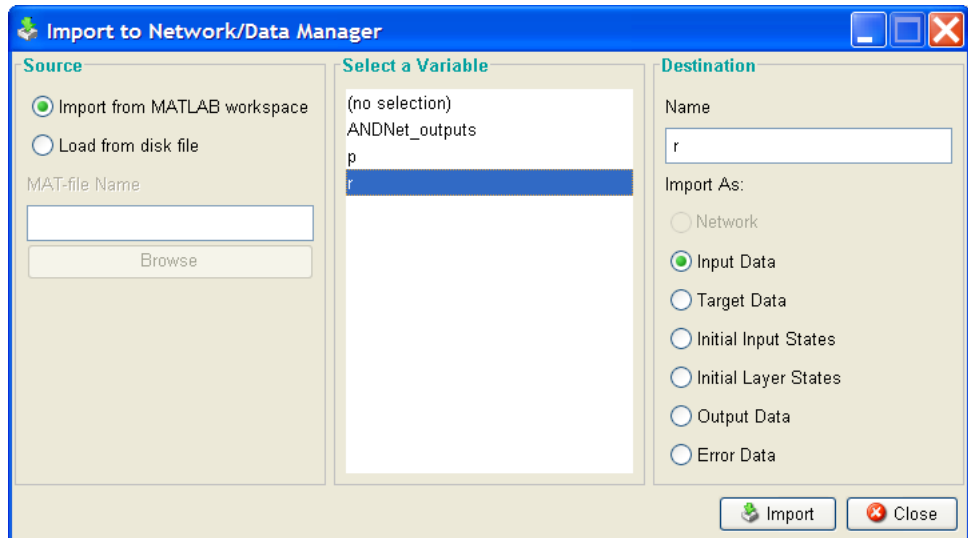 Import to Network/Data Manager
Source
Import from MATLAB workspace
Load from disk file
MAT-file Name
Browse
Select a Variable
(no selection)
ANDNet_outputs
p
r
Destination
Name
r
Import As:
Network
Input Data
Target Data
Initial Input States
Initial Layer States
Output Data
Error Data
Import
Close